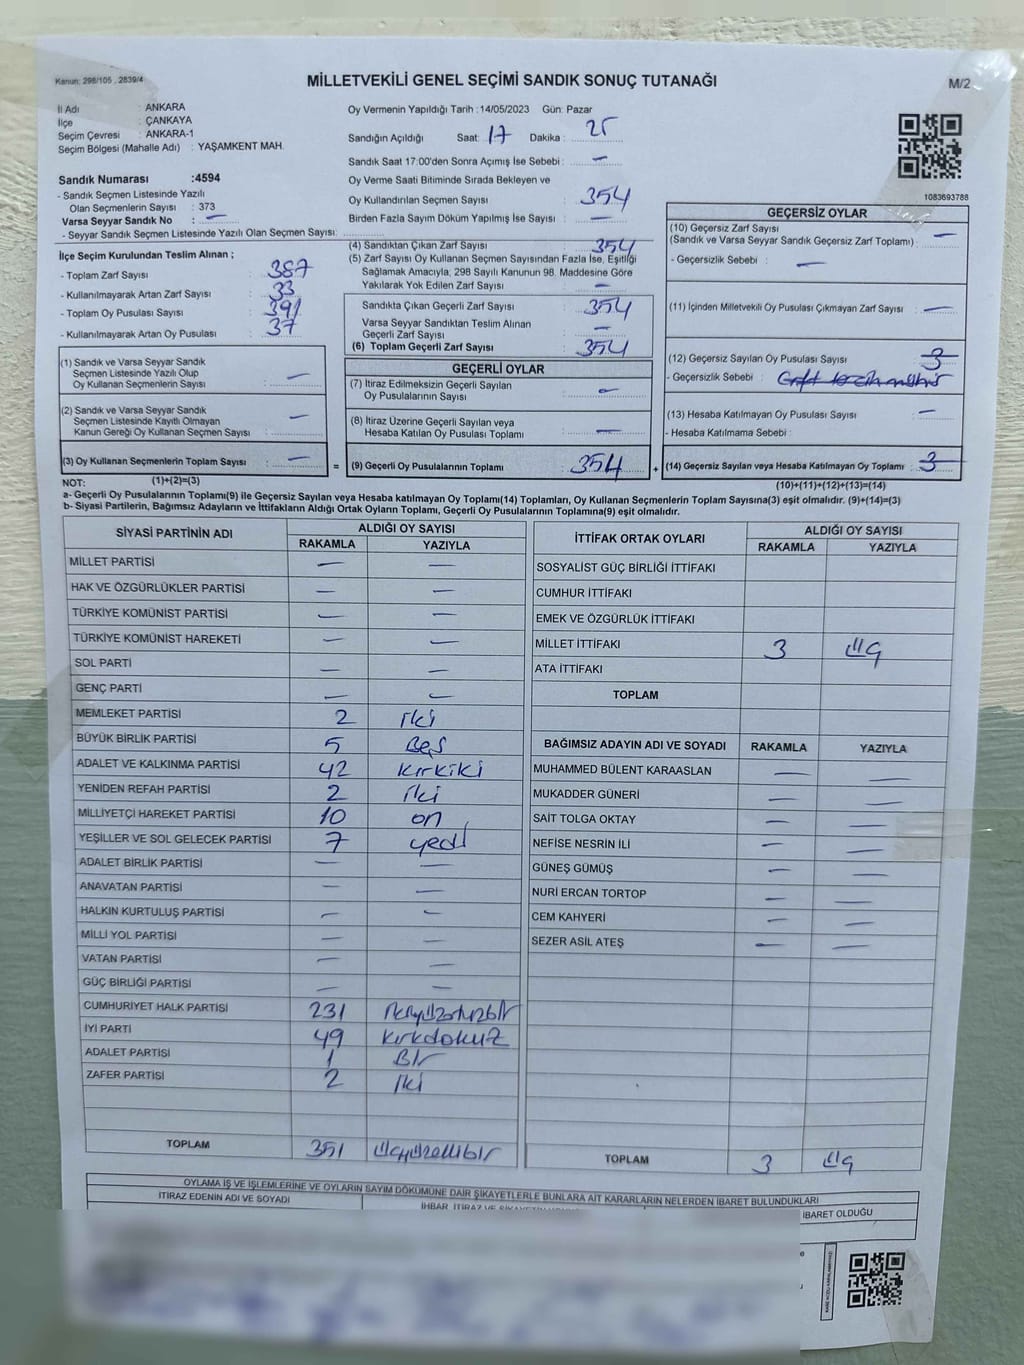 Kanun: 298/105 , 2839/4
MİLLETVEKİLİ GENEL SEÇİMİ SANDIK SONUÇ TUTANAĞI
M/2
İl Adı : ANKARA
İlçe : ÇANKAYA
Seçim Çevresi : ANKARA-1
Seçim Bölgesi (Mahalle Adı) : YAŞAMKENT MAH.
Sandık Numarası :4594
- Sandık Seçmen Listesinde Yazılı
Olan Seçmenlerin Sayısı : 373
Varsa Seyyar Sandık No : —
- Seyyar Sandık Seçmen Listesinde Yazılı Olan Seçmen Sayısı:
Oy Vermenin Yapıldığı Tarih :14/05/2023 Gün: Pazar
Sandığın Açıldığı Saat: 17 Dakika : 25
Sandık Saat 17:00'den Sonra Açımış İse Sebebi : —
Oy Verme Saati Bitiminde Sırada Bekleyen ve
Oy Kullandırılan Seçmen Sayısı : 354
Birden Fazla Sayım Döküm Yapılmış İse Sayısı : —
1083693788
İlçe Seçim Kurulundan Teslim Alınan ;
- Toplam Zarf Sayısı : 387
- Kullanılmayarak Artan Zarf Sayısı : 33
- Toplam Oy Pusulası Sayısı : 391
- Kullanılmayarak Artan Oy Pusulası : 37
(4) Sandıktan Çıkan Zarf Sayısı : 354
(5) Zarf Sayısı Oy Kullanan Seçmen Sayısından Fazla İse, Eşitliği
Sağlamak Amacıyla, 298 Sayılı Kanunun 98. Maddesine Göre
Yakılarak Yok Edilen Zarf Sayısı : —
Sandıkta Çıkan Geçerli Zarf Sayısı : 354
Varsa Seyyar Sandıktan Teslim Alınan
Geçerli Zarf Sayısı : —
(6) Toplam Geçerli Zarf Sayısı : 354
GEÇERSİZ OYLAR
(10) Geçersiz Zarf Sayısı
(Sandık ve Varsa Seyyar Sandık Geçersiz Zarf Toplamı) : —
- Geçersizlik Sebebi : —
(11) İçinden Milletvekili Oy Pusulası Çıkmayan Zarf Sayısı : —
(12) Geçersiz Sayılan Oy Pusulası Sayısı : 3
- Geçersizlik Sebebi :
(13) Hesaba Katılmayan Oy Pusulası Sayısı : —
- Hesaba Katılmama Sebebi :
(14) Geçersiz Sayılan veya Hesaba Katılmayan Oy Toplamı : 3
(10)+(11)+(12)+(13)=(14)
(1) Sandık ve Varsa Seyyar Sandık
Seçmen Listesinde Yazılı Olup
Oy Kullanan Seçmenlerin Sayısı : —
(2) Sandık ve Varsa Seyyar Sandık
Seçmen Listesinde Kayıtlı Olmayan
Kanun Gereği Oy Kullanan Seçmen Sayısı : —
(3) Oy Kullanan Seçmenlerin Toplam Sayısı : — =
(1)+(2)=(3)
GEÇERLİ OYLAR
(7) İtiraz Edilmeksizin Geçerli Sayılan
Oy Pusulalarının Sayısı : —
(8) İtiraz Üzerine Geçerli Sayılan veya
Hesaba Katılan Oy Pusulası Toplamı : —
(9) Geçerli Oy Pusulalarının Toplamı : 354 +
NOT:
a- Geçerli Oy Pusulalarının Toplamı(9) ile Geçersiz Sayılan veya Hesaba katılmayan Oy Toplamı(14) Toplamları, Oy Kullanan Seçmenlerin Toplam Sayısına(3) eşit olmalıdır. (9)+(14)=(3)
b- Siyasi Partilerin, Bağımsız Adayların ve İttifakların Aldığı Ortak Oyların Toplamı, Geçerli Oy Pusulalarının Toplamına(9) eşit olmalıdır.
SİYASİ PARTİNİN ADI ALDIĞI OY SAYISI
RAKAMLA YAZIYLA
MİLLET PARTİSİ — —
HAK VE ÖZGÜRLÜKLER PARTİSİ — —
TÜRKİYE KOMÜNİST PARTİSİ — —
TÜRKİYE KOMÜNİST HAREKETİ — —
SOL PARTİ — —
GENÇ PARTİ — —
MEMLEKET PARTİSİ 2 iki
BÜYÜK BİRLİK PARTİSİ 5 Beş
ADALET VE KALKINMA PARTİSİ 42 kırkiki
YENİDEN REFAH PARTİSİ 2 iki
MİLLİYETÇİ HAREKET PARTİSİ 10 on
YEŞİLLER VE SOL GELECEK PARTİSİ 7 yedi
ADALET BİRLİK PARTİSİ — —
ANAVATAN PARTİSİ — —
HALKIN KURTULUŞ PARTİSİ — —
MİLLİ YOL PARTİSİ — —
VATAN PARTİSİ — —
GÜÇ BİRLİĞİ PARTİSİ — —
CUMHURİYET HALK PARTİSİ 231 ikiyüzotuzbir
İYİ PARTİ 49 kırkdokuz
ADALET PARTİSİ 1 Bir
ZAFER PARTİSİ 2 iki
TOPLAM 351 üçyüzellibir
İTTİFAK ORTAK OYLARI ALDIĞI OY SAYISI
RAKAMLA YAZIYLA
SOSYALİST GÜÇ BİRLİĞİ İTTİFAKI
CUMHUR İTTİFAKI
EMEK VE ÖZGÜRLÜK İTTİFAKI
MİLLET İTTİFAKI 3 üç
ATA İTTİFAKI
TOPLAM
BAĞIMSIZ ADAYIN ADI VE SOYADI RAKAMLA YAZIYLA
MUHAMMED BÜLENT KARAASLAN — —
MUKADDER GÜNERİ — —
SAİT TOLGA OKTAY — —
NEFİSE NESRİN İLİ — —
GÜNEŞ GÜMÜŞ — —
NURİ ERCAN TORTOP — —
CEM KAHYERİ — —
SEZER ASİL ATEŞ — —
TOPLAM 3 üç
OYLAMA İŞ VE İŞLEMLERİNE VE OYLARIN SAYIM DÖKÜMÜNE DAİR ŞİKAYETLERLE BUNLARA AİT KARARLARIN NELERDEN İBARET BULUNDUKLARI
İTİRAZ EDENİN ADI VE SOYADI
İHBAR, İTİRAZ VE
İBARET OLDUĞU